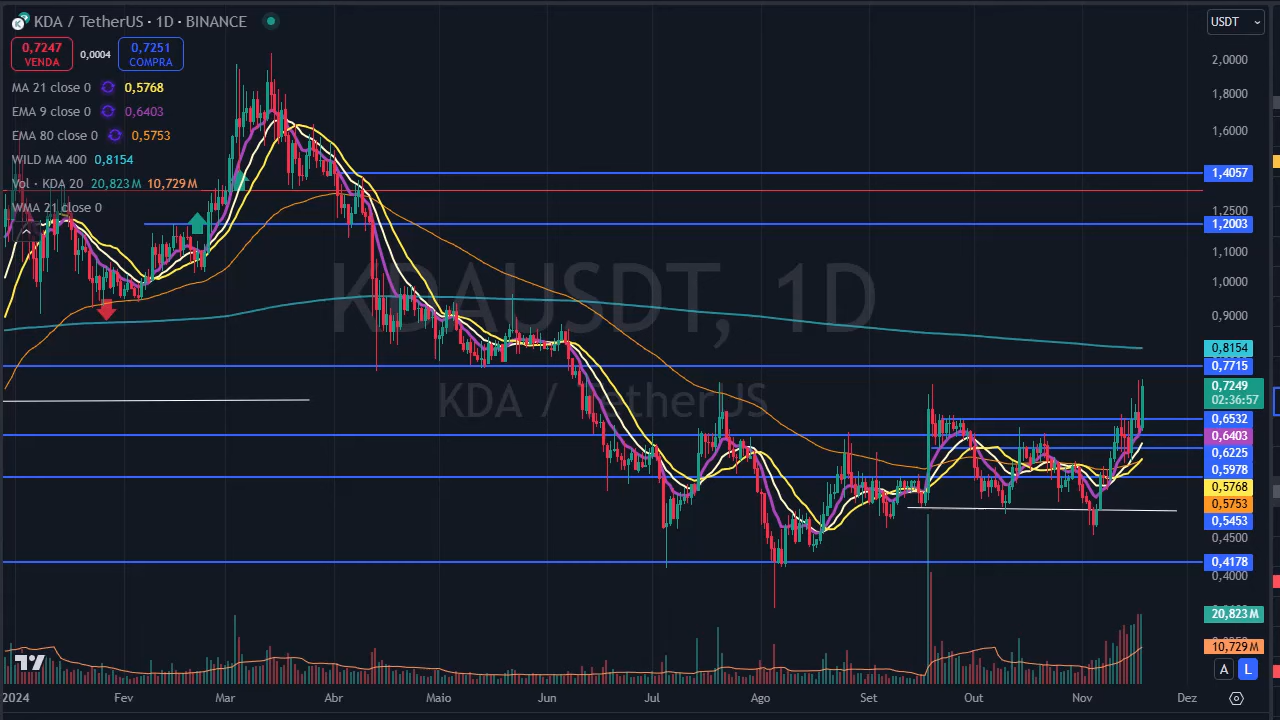 KDA / TetherUS · 1D · BINANCE
USDT
0,7247
VENDA
0,0004
0,7251
COMPRA
MA 21 close 0 0,5768
EMA 9 close 0 0,6403
EMA 80 close 0 0,5753
WILD MA 400 0,8154
Vol · KDA 20 20,823 M 10,729 M
WMA 21 close 0
KDAUSDT, 1D
KDA / TetherUS
2,0000
1,8000
1,6000
1,4057
1,2500
1,2003
1,1000
1,0000
0,9000
0,8154
0,7715
0,7249
02:36:57
0,6532
0,6403
0,6225
0,5978
0,5768
0,5753
0,5453
0,4500
0,4178
0,4000
20,823 M
10,729 M
A L
2024 Fev Mar Abr Maio Jun Jul Ago Set Out Nov Dez